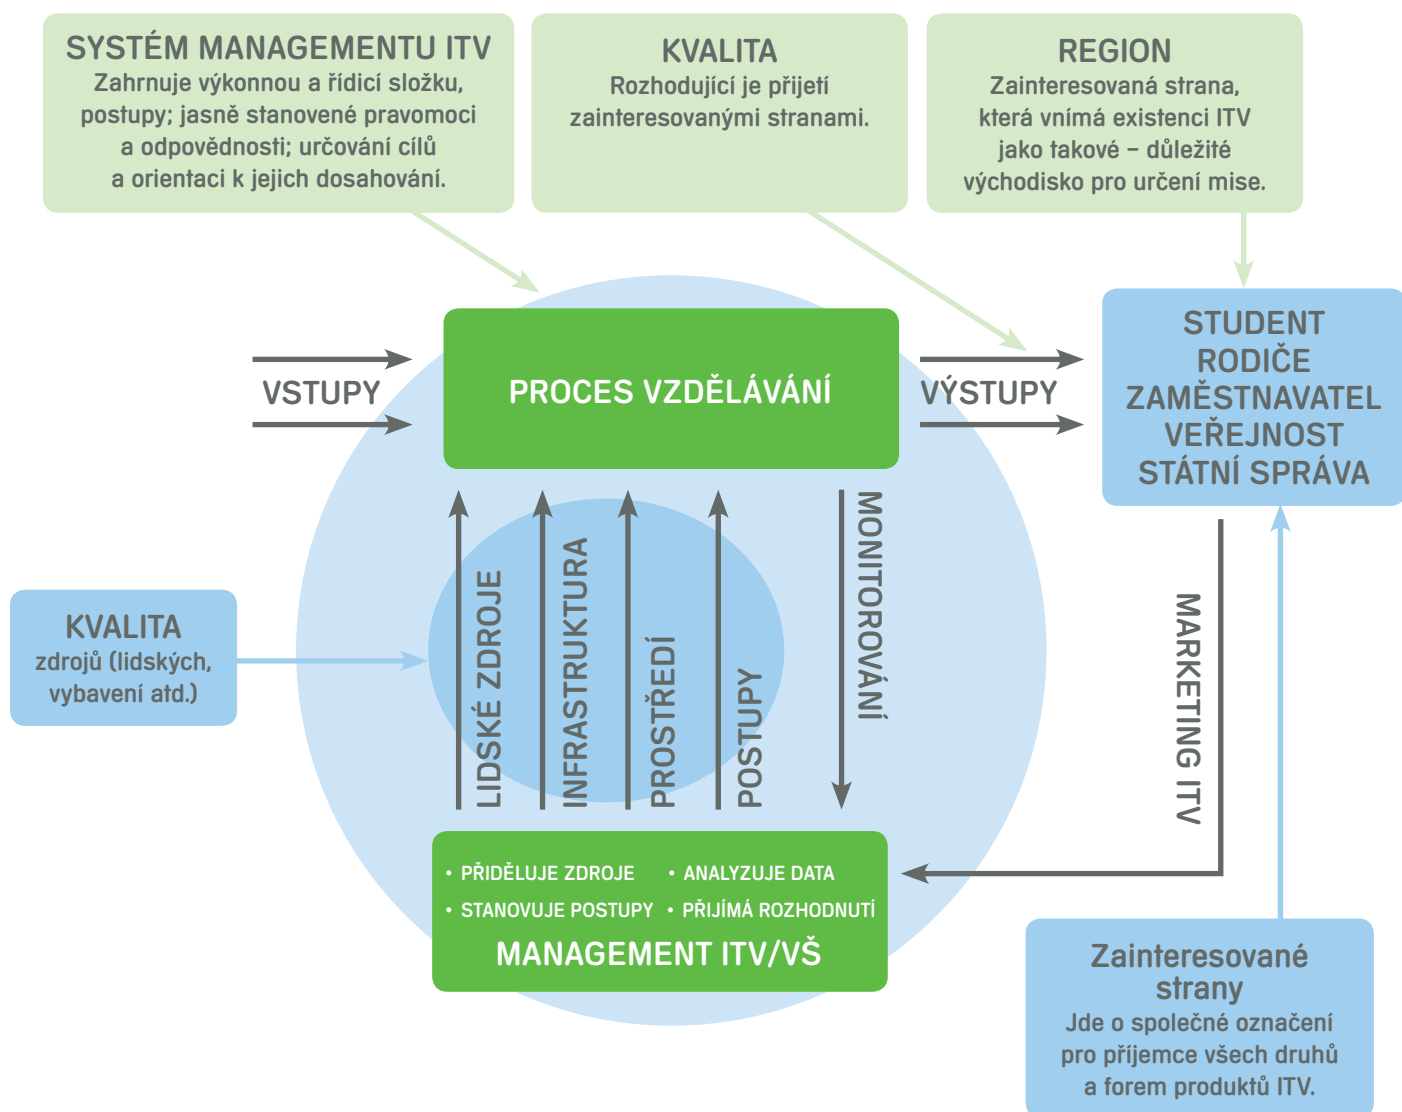 SYSTÉM MANAGEMENTU ITV
Zahrnuje výkonnou a řídicí složku,
postupy; jasně stanovené pravomoci
a odpovědnosti; určování cílů
a orientaci k jejich dosahování.
KVALITA
Rozhodující je přijetí
zainteresovanými stranami.
REGION
Zainteresovaná strana,
která vnímá existenci ITV
jako takové – důležité
východisko pro určení mise.
VSTUPY
PROCES VZDĚLÁVÁNÍ
VÝSTUPY
STUDENT
RODIČE
ZAMĚSTNAVATEL
VEŘEJNOST
STÁTNÍ SPRÁVA
KVALITA
zdrojů (lidských,
vybavení atd.)
LIDSKÉ ZDROJE
INFRASTRUKTURA
PROSTŘEDÍ
POSTUPY
MONITOROVÁNÍ
MARKETING ITV
• PŘIDĚLUJE ZDROJE • ANALYZUJE DATA
• STANOVUJE POSTUPY • PŘIJÍMÁ ROZHODNUTÍ
MANAGEMENT ITV/VŠ
Zainteresované
strany
Jde o společné označení
pro příjemce všech druhů
a forem produktů ITV.